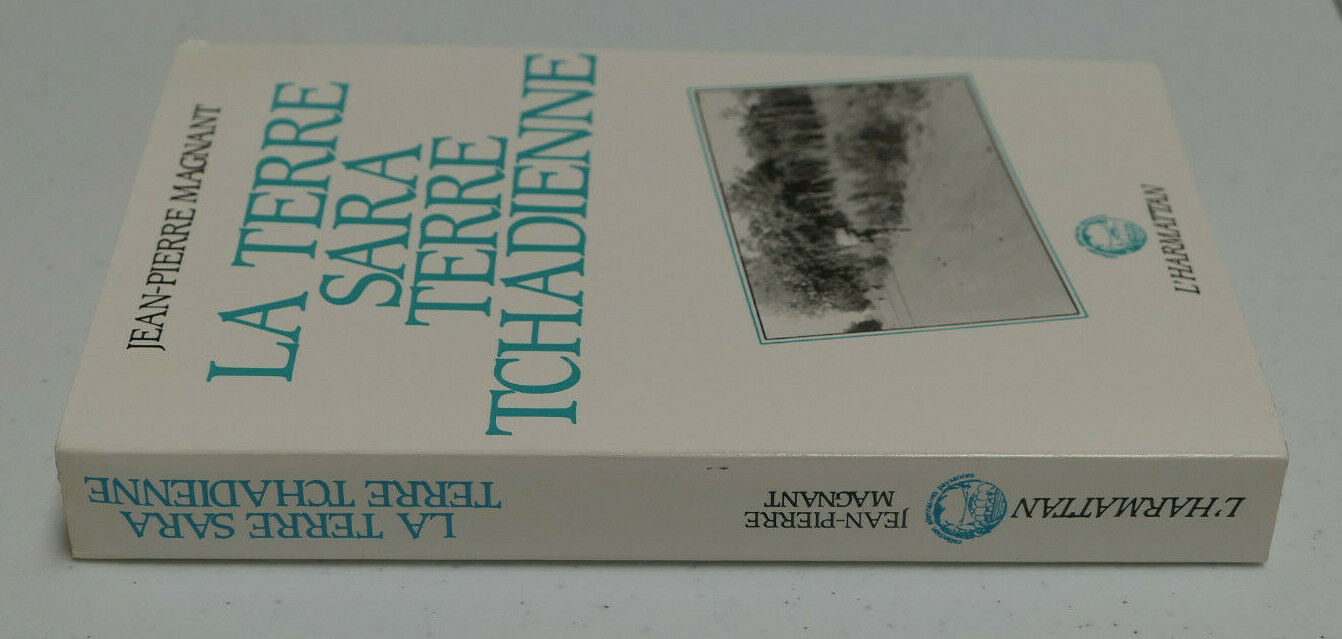 JEAN-PIERRE MAGNANT
LA TERRE
SARA
TERRE
TCHADIENNE
L'HARMATTAN
LA TERRE SARA
TERRE TCHADIENNE
JEAN-PIERRE
MAGNANT
L'HARMATTAN